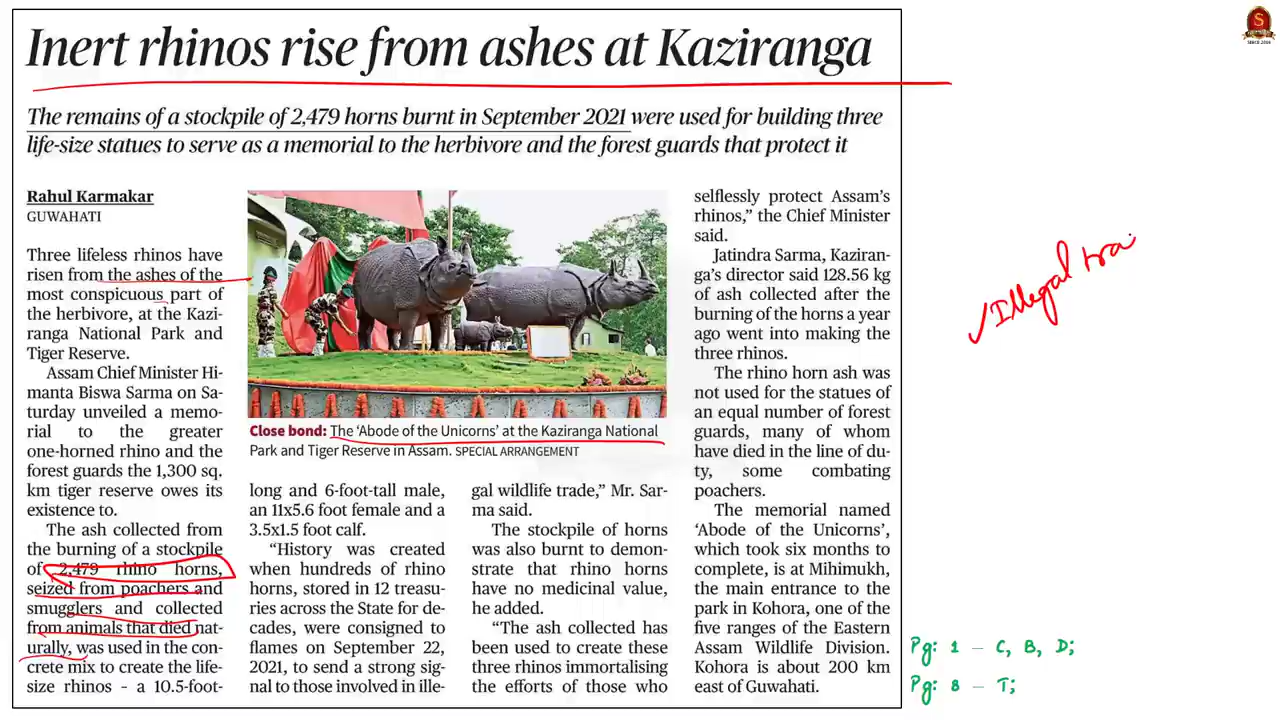 Inert rhinos rise from ashes at Kaziranga
The remains of a stockpile of 2,479 horns burnt in September 2021 were used for building three
life-size statues to serve as a memorial to the herbivore and the forest guards that protect it
Rahul Karmakar
GUWAHATI
Three lifeless rhinos have
risen from the ashes of the
most conspicuous part of
the herbivore, at the Kazi-
ranga National Park and
Tiger Reserve.
Assam Chief Minister Hi-
manta Biswa Sarma on Sa-
turday unveiled a memo-
rial to the greater
one-horned rhino and the
forest guards the 1,300 sq.
km tiger reserve owes its
existence to.
The ash collected from
the burning of a stockpile
of 2,479 rhino horns,
seized from poachers and
smugglers and collected
from animals that died nat-
urally, was used in the con-
crete mix to create the life-
size rhinos - a 10.5-foot-
Close bond: The ‘Abode of the Unicorns’ at the Kaziranga National
Park and Tiger Reserve in Assam. SPECIAL ARRANGEMENT
long and 6-foot-tall male,
an 11x5.6 foot female and a
3.5x1.5 foot calf.
“History was created
when hundreds of rhino
horns, stored in 12 treasu-
ries across the State for de-
cades, were consigned to
flames on September 22,
2021, to send a strong sig-
nal to those involved in ille-
gal wildlife trade,” Mr. Sar-
ma said.
The stockpile of horns
was also burnt to demon-
strate that rhino horns
have no medicinal value,
he added.
“The ash collected has
been used to create these
three rhinos immortalising
the efforts of those who
selflessly protect Assam’s
rhinos,” the Chief Minister
said.
Jatindra Sarma, Kaziran-
ga’s director said 128.56 kg
of ash collected after the
burning of the horns a year
ago went into making the
three rhinos.
The rhino horn ash was
not used for the statues of
an equal number of forest
guards, many of whom
have died in the line of du-
ty, some combating
poachers.
The memorial named
‘Abode of the Unicorns’,
which took six months to
complete, is at Mihimukh,
the main entrance to the
park in Kohora, one of the
five ranges of the Eastern
Assam Wildlife Division.
Kohora is about 200 km
east of Guwahati.
✓Illegal tra
Pg: 1 – C, B, D;
Pg: 8 – T;
S
SINCE 2004